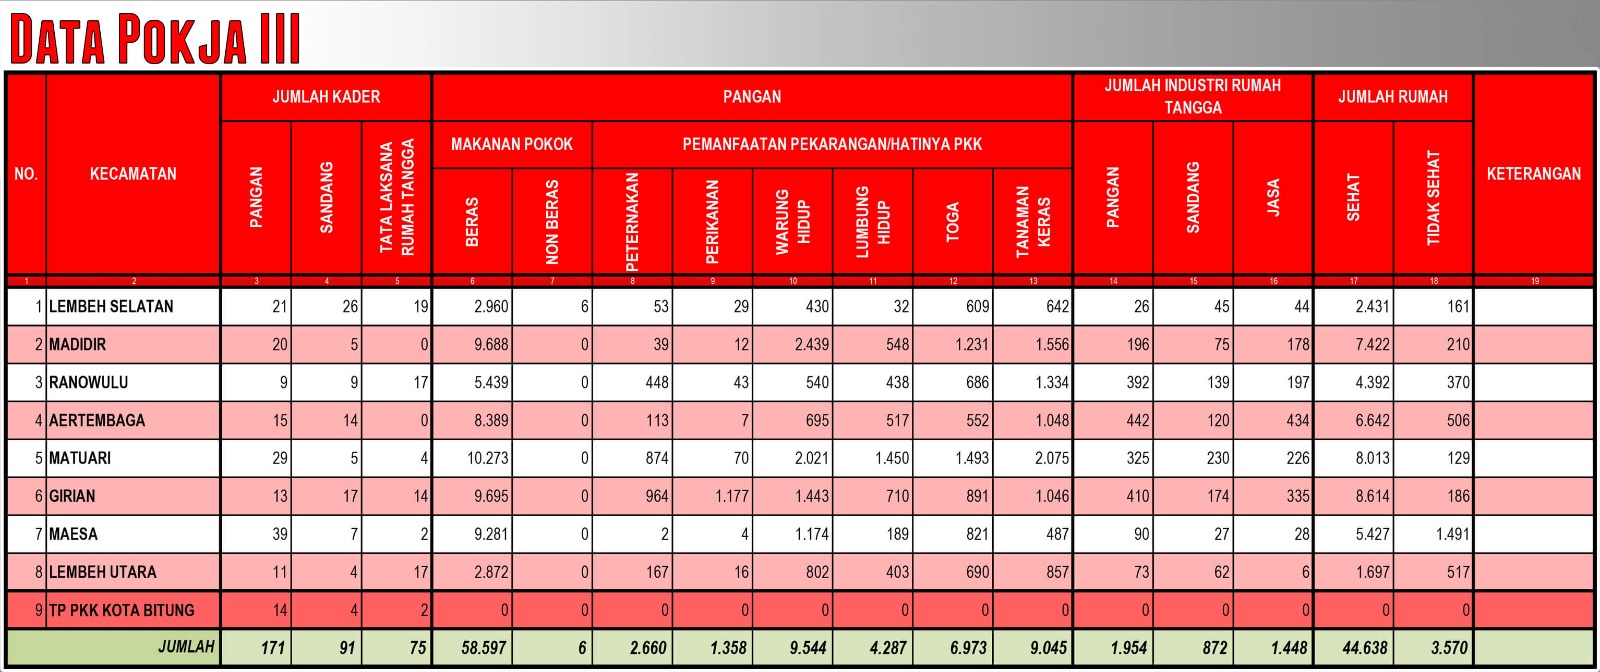 DATA POKJA III
NO. KECAMATAN JUMLAH KADER PANGAN JUMLAH INDUSTRI RUMAH TANGGA JUMLAH RUMAH KETERANGAN
MAKANAN POKOK PEMANFAATAN PEKARANGAN/HATINYA PKK
PANGAN SANDANG TATA LAKSANA RUMAH TANGGA BERAS NON BERAS PETERNAKAN PERIKANAN WARUNG HIDUP LUMBUNG HIDUP TOGA TANAMAN KERAS PANGAN SANDANG JASA SEHAT TIDAK SEHAT
1 2 3 4 5 6 7 8 9 10 11 12 13 14 15 16 17 18 19
1 LEMBEH SELATAN 21 26 19 2.960 6 53 29 430 32 609 642 26 45 44 2.431 161
2 MADIDIR 20 5 0 9.688 0 39 12 2.439 548 1.231 1.556 196 75 178 7.422 210
3 RANOWULU 9 9 17 5.439 0 448 43 540 438 686 1.334 392 139 197 4.392 370
4 AERTEMBAGA 15 14 0 8.389 0 113 7 695 517 552 1.048 442 120 434 6.642 506
5 MATUARI 29 5 4 10.273 0 874 70 2.021 1.450 1.493 2.075 325 230 226 8.013 129
6 GIRIAN 13 17 14 9.695 0 964 1.177 1.443 710 891 1.046 410 174 335 8.614 186
7 MAESA 39 7 2 9.281 0 2 4 1.174 189 821 487 90 27 28 5.427 1.491
8 LEMBEH UTARA 11 4 17 2.872 0 167 16 802 403 690 857 73 62 6 1.697 517
9 TP PKK KOTA BITUNG 14 4 2 0 0 0 0 0 0 0 0 0 0 0 0 0
JUMLAH 171 91 75 58.597 6 2.660 1.358 9.544 4.287 6.973 9.045 1.954 872 1.448 44.638 3.570